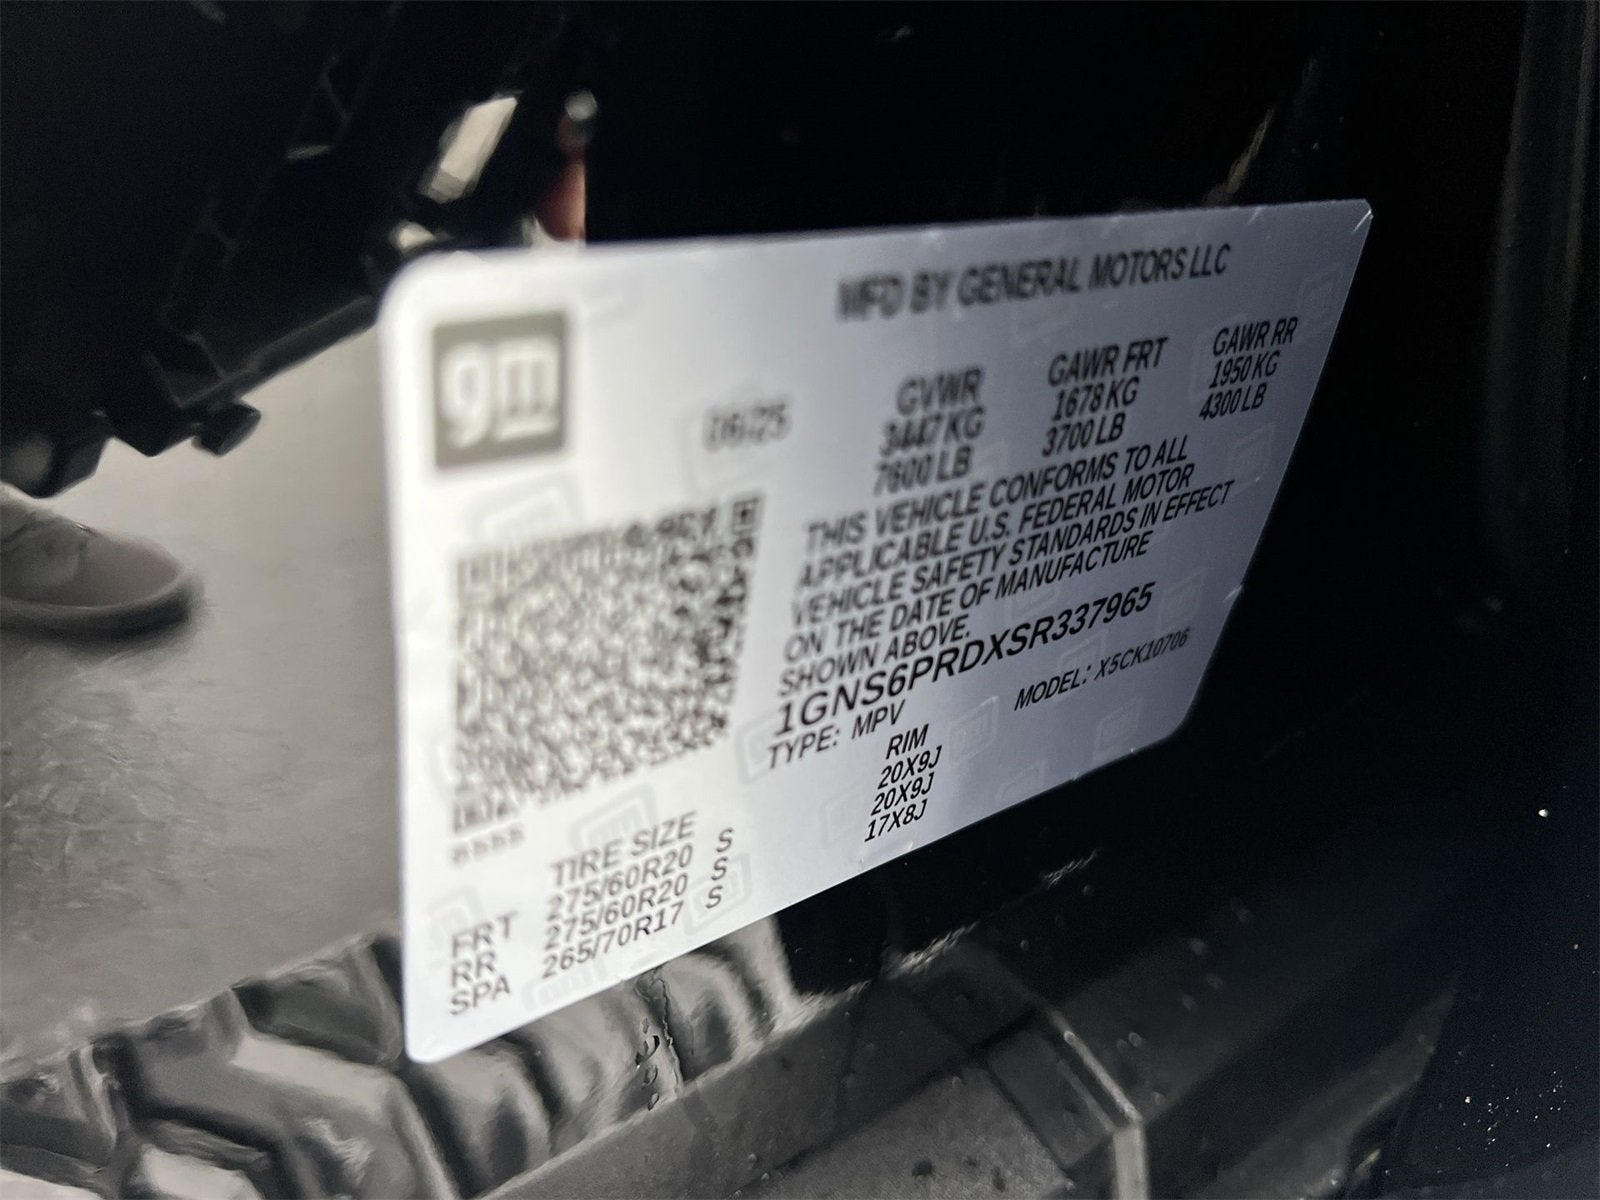 MFD BY GENERAL MOTORS LLC
gm
06/25
GVWR
3447 KG
7600 LB
GAWR FRT
1678 KG
3700 LB
GAWR RR
1950 KG
4300 LB
THIS VEHICLE CONFORMS TO ALL
APPLICABLE U.S. FEDERAL MOTOR
VEHICLE SAFETY STANDARDS IN EFFECT
ON THE DATE OF MANUFACTURE
SHOWN ABOVE.
1GNS6PRDXSR337965
TYPE: MPV
MODEL: X5CK10706
TIRE SIZE RIM
FRT 275/60R20 S 20X9J
RR 275/60R20 S 20X9J
SPA 265/70R17 S 17X8J